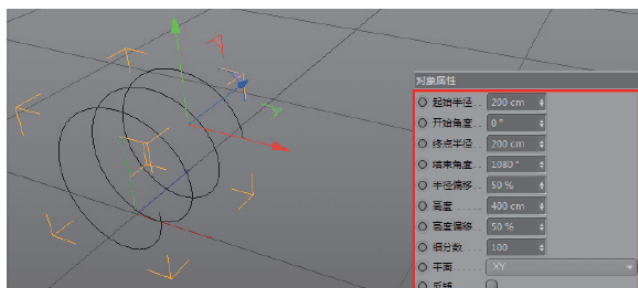 对象属性
起始半径.. 200 cm
开始角度.. 0 °
终点半径.. 200 cm
结束角度.. 1080 °
半径偏移.. 50 %
高度...... 400 cm
高度偏移.. 50 %
细分数.... 100
平面...... XY
反转......